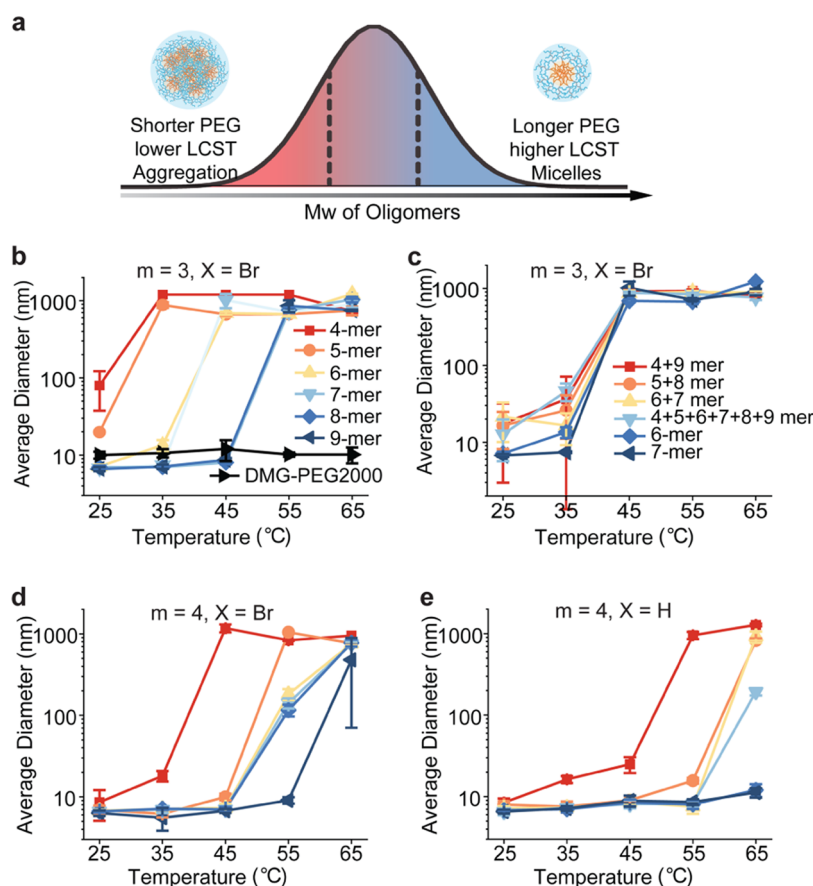 a
Shorter PEG
lower LCST
Aggregation
Longer PEG
higher LCST
Micelles
Mw of Oligomers
b
m = 3, X = Br
Average Diameter (nm)
1000
100
10
25 35 45 55 65
Temperature (℃)
4-mer
5-mer
6-mer
7-mer
8-mer
9-mer
DMG-PEG2000
c
m = 3, X = Br
Average Diameter (nm)
1000
100
10
25 35 45 55 65
Temperature (℃)
4+9 mer
5+8 mer
6+7 mer
4+5+6+7+8+9 mer
6-mer
7-mer
d
m = 4, X = Br
Average Diameter (nm)
1000
100
10
25 35 45 55 65
Temperature (℃)
e
m = 4, X = H
Average Diameter (nm)
1000
100
10
25 35 45 55 65
Temperature (℃)